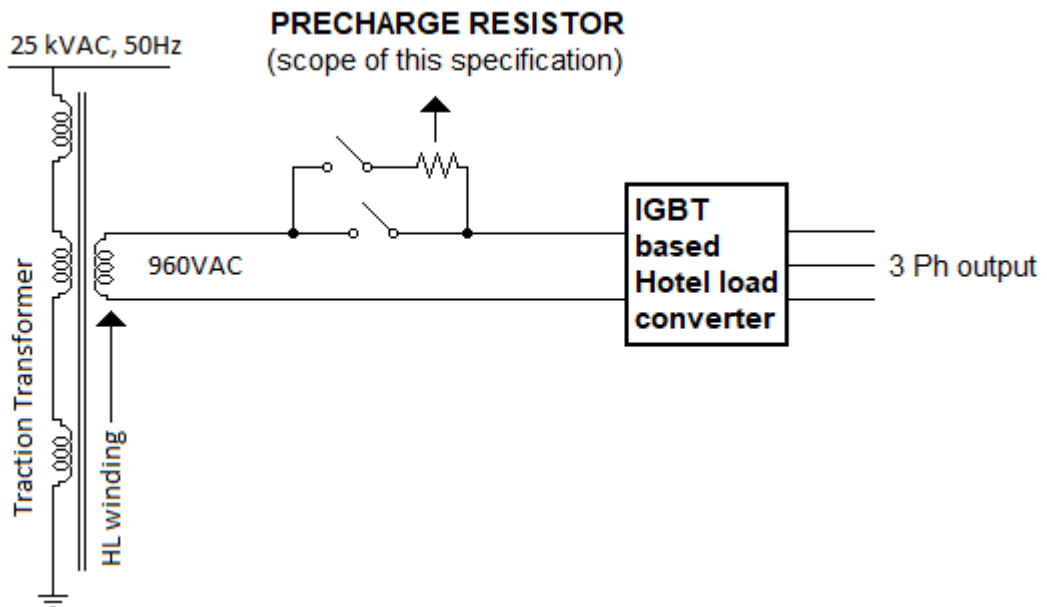 PRECHARGE RESISTOR
(scope of this specification)
25 kVAC, 50Hz
960VAC
IGBT
based
Hotel load
converter
3 Ph output
Traction Transformer
HL winding